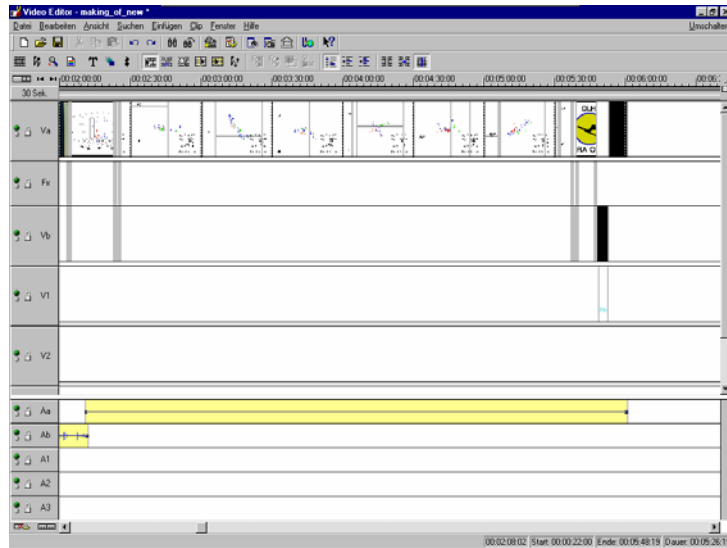 Video Editor - making_of_new *
Datei Bearbeiten Ansicht Suchen Einfügen Clip Fenster Hilfe Umschalten
00:02:00:00 00:02:30:00 00:03:00:00 00:03:30:00 00:04:00:00 00:04:30:00 00:05:00:00 00:05:30:00 00:06:00:00 00:06:
30 Sek.
Va
Fx
Vb
V1
V2
Aa
Ab
A1
A2
A3
00:02:08:02 Start: 00:00:22:00 Ende: 00:05:48:19 Dauer: 00:05:26:1